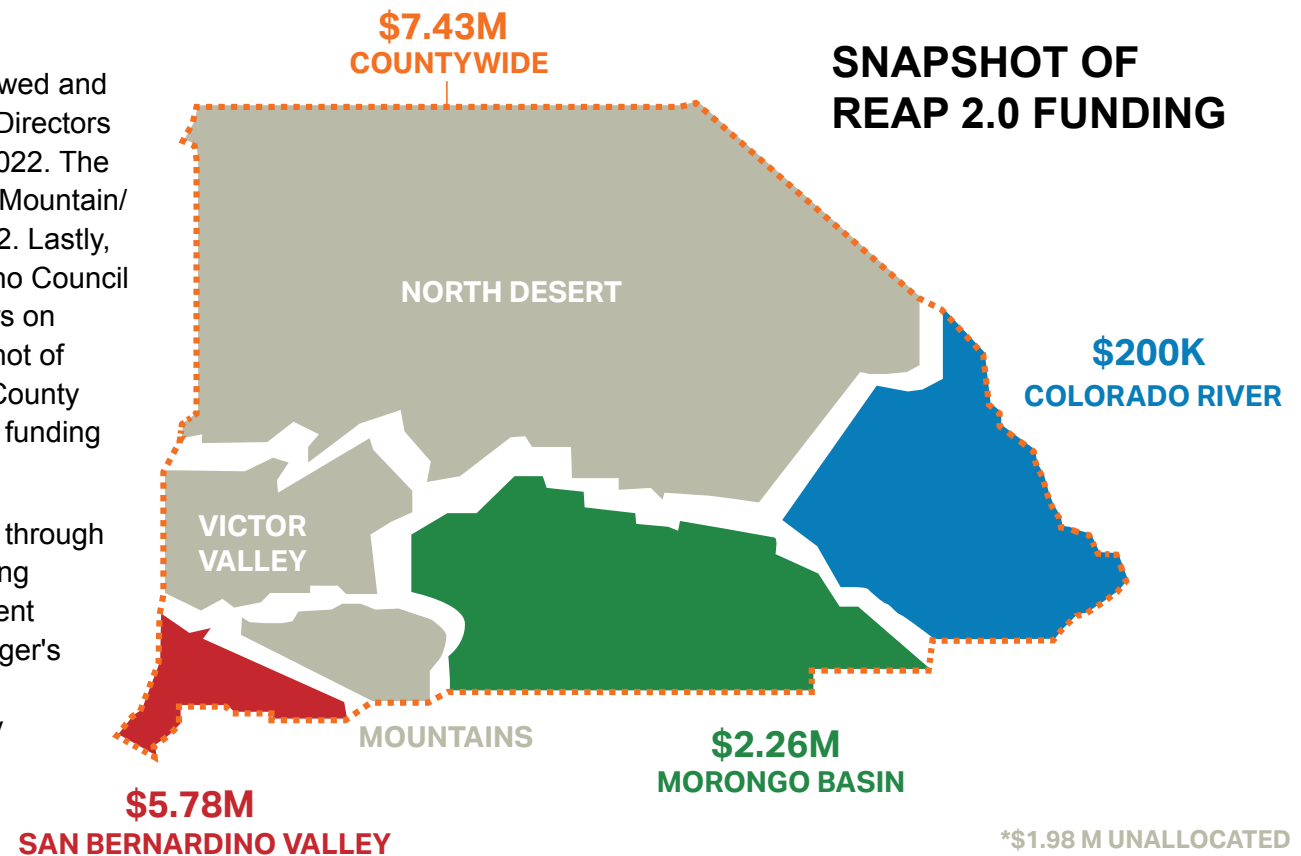 wed and
Directors
022. The
Mountain/
2. Lastly,
no Council
rs on
hot of
County
funding
through
ing
ent
ger's
SNAPSHOT OF
REAP 2.0 FUNDING
$7.43M
COUNTYWIDE
NORTH DESERT
$200K
COLORADO RIVER
VICTOR
VALLEY
MOUNTAINS
$2.26M
MORONGO BASIN
$5.78M
SAN BERNARDINO VALLEY
*$1.98 M UNALLOCATED